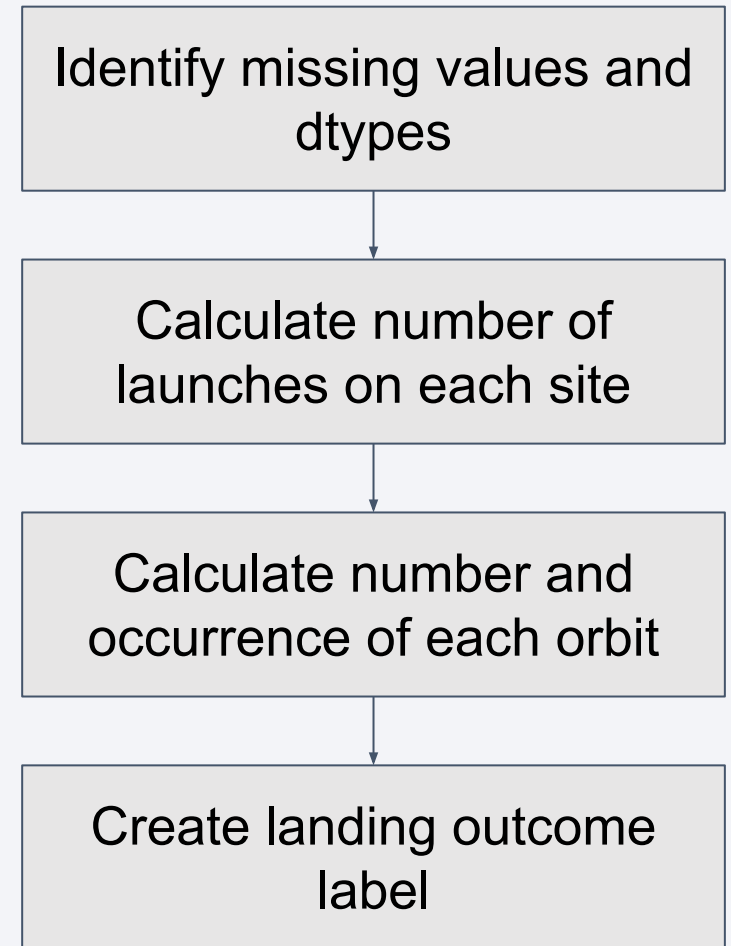 Identify missing values and
dtypes
Calculate number of
launches on each site
Calculate number and
occurrence of each orbit
Create landing outcome
label